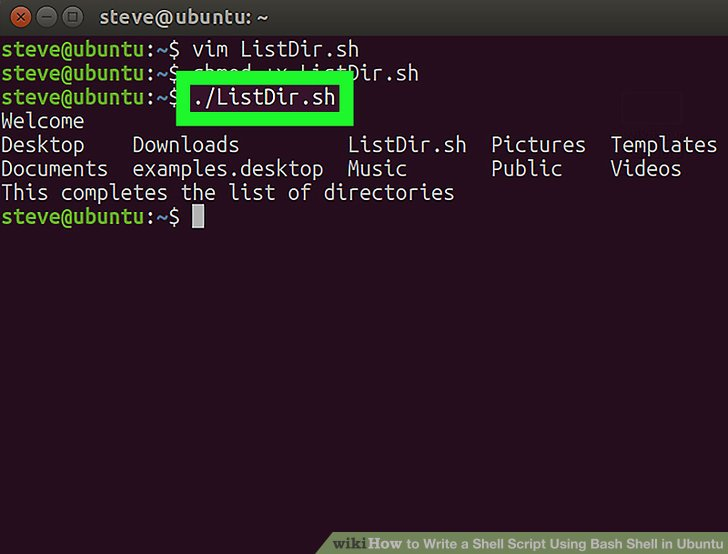 steve@ubuntu: ~
steve@ubuntu:~$ vim ListDir.sh
steve@ubuntu:~$ chmod +x ListDir.sh
steve@ubuntu:~$ ./ListDir.sh
Welcome
Desktop Downloads ListDir.sh Pictures Templates
Documents examples.desktop Music Public Videos
This completes the list of directories
steve@ubuntu:~$
wikiHow to Write a Shell Script Using Bash Shell in Ubuntu